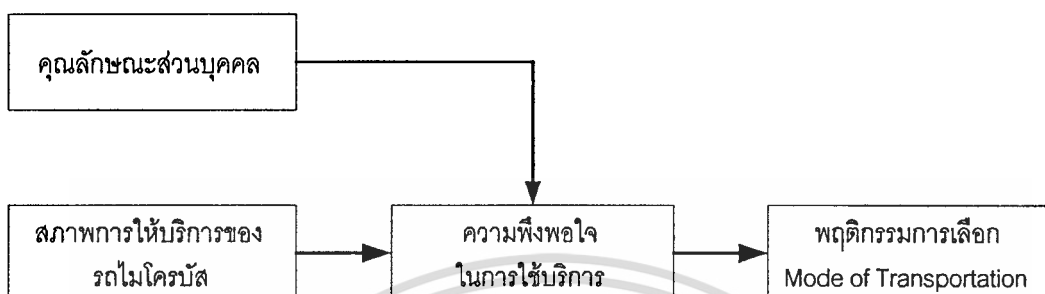 คุณลักษณะส่วนบุคคล
สภาพการให้บริการของ
รถไมโครบัส
ความพึงพอใจ
ในการใช้บริการ
พฤติกรรมการเลือก
Mode of Transportation